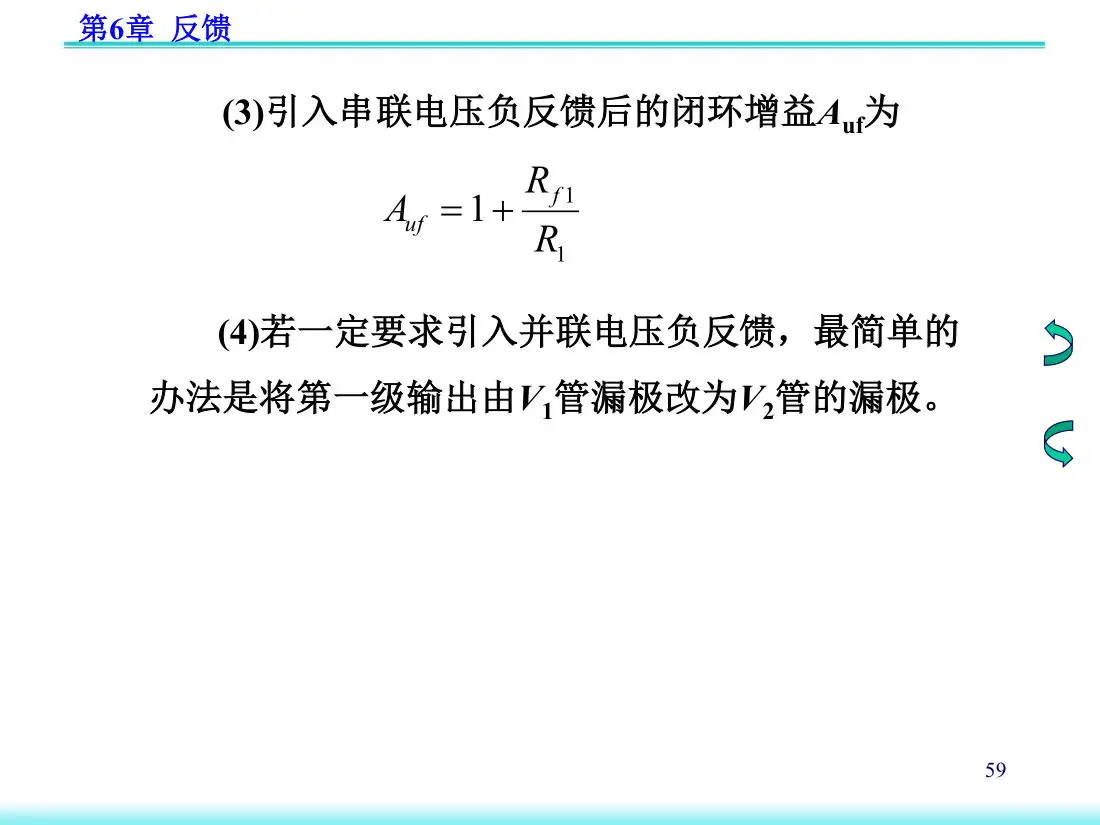 第6章 反馈
(3)引入串联电压负反馈后的闭环增益Auf为
Auf = 1 + Rf1/R1
(4)若一定要求引入并联电压负反馈，最简单的
办法是将第一级输出由V1管漏极改为V2管的漏极。
59